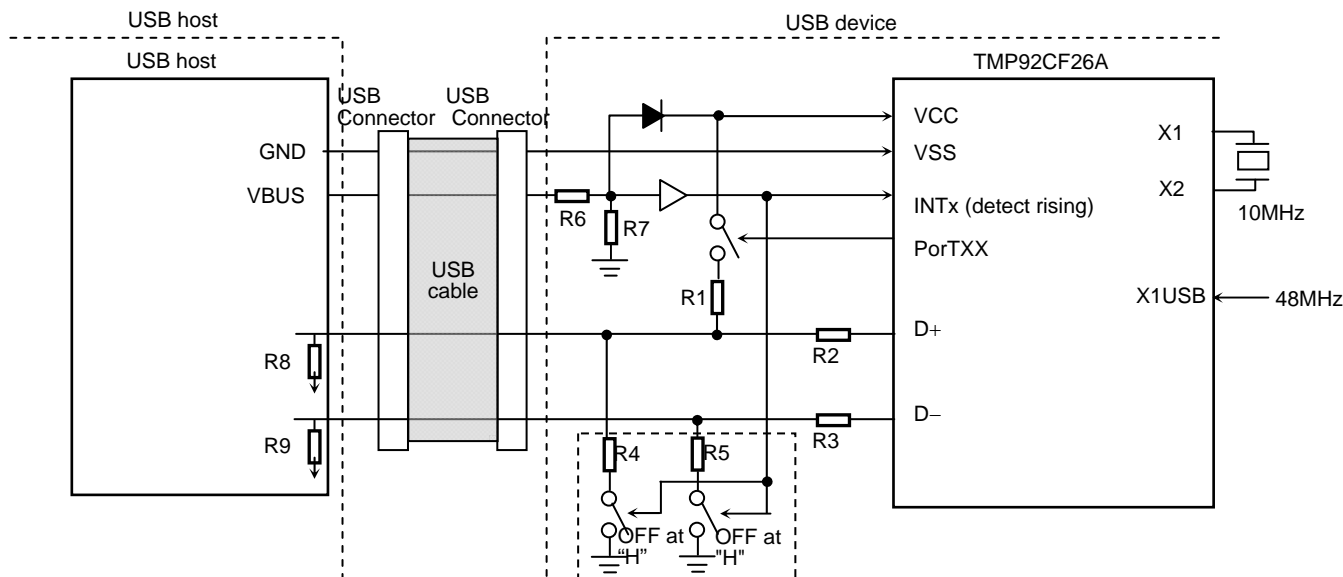 USB host
USB device
USB host
TMP92CF26A
USB
Connector
USB
Connector
VCC
X1
GND
VSS
VBUS
X2
INTx (detect rising)
10MHz
R6
R7
PorTXX
USB
cable
R1
X1USB
48MHz
D+
R2
R8
D−
R3
R9
R4
R5
OFF at
“H”
OFF at
"H"